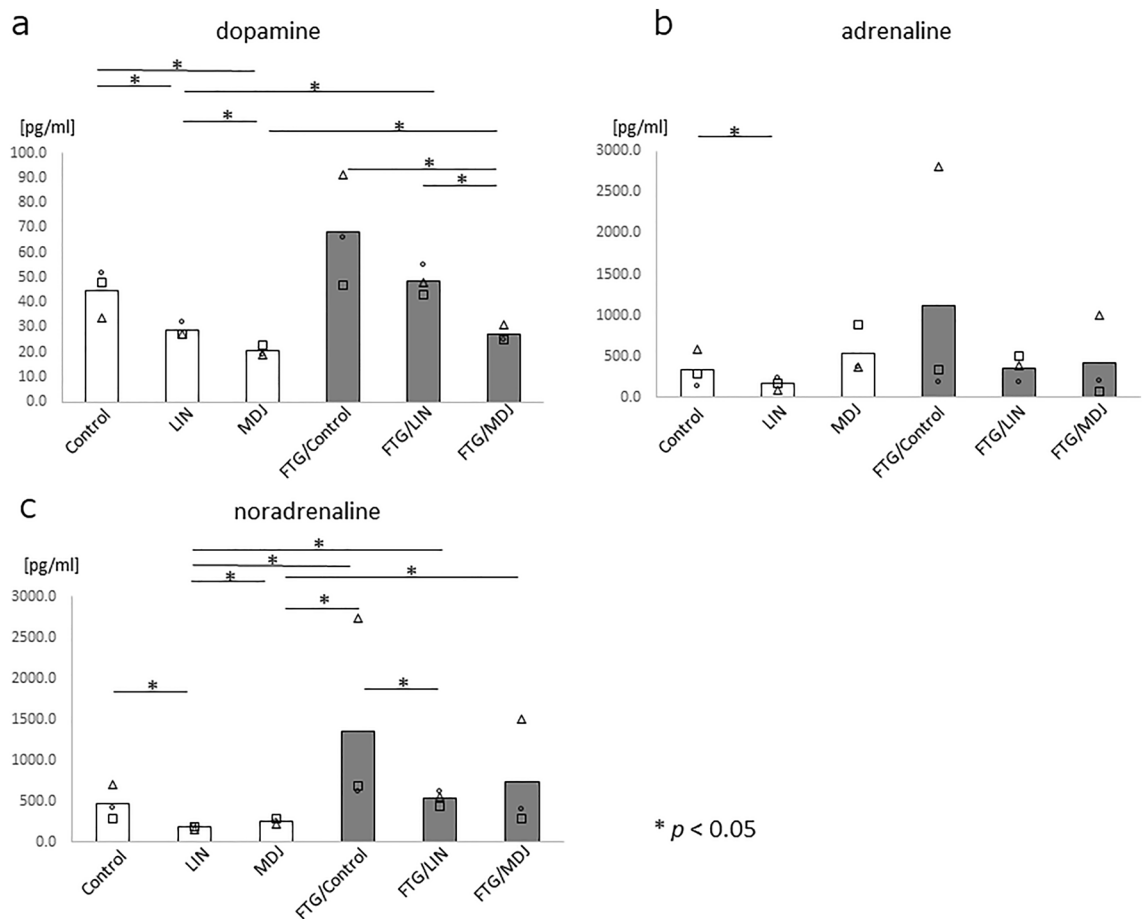 a
dopamine
*
*
*
*
*
*
*
[pg/ml]
100.0
90.0
80.0
70.0
60.0
50.0
40.0
30.0
20.0
10.0
0.0
Control
LIN
MDJ
FTG/Control
FTG/LIN
FTG/MDJ
b
adrenaline
*
[pg/ml]
3000.0
2500.0
2000.0
1500.0
1000.0
500.0
0.0
Control
LIN
MDJ
FTG/Control
FTG/LIN
FTG/MDJ
c
noradrenaline
*
*
*
*
*
*
*
[pg/ml]
3000.0
2500.0
2000.0
1500.0
1000.0
500.0
0.0
Control
LIN
MDJ
FTG/Control
FTG/LIN
FTG/MDJ
* p < 0.05